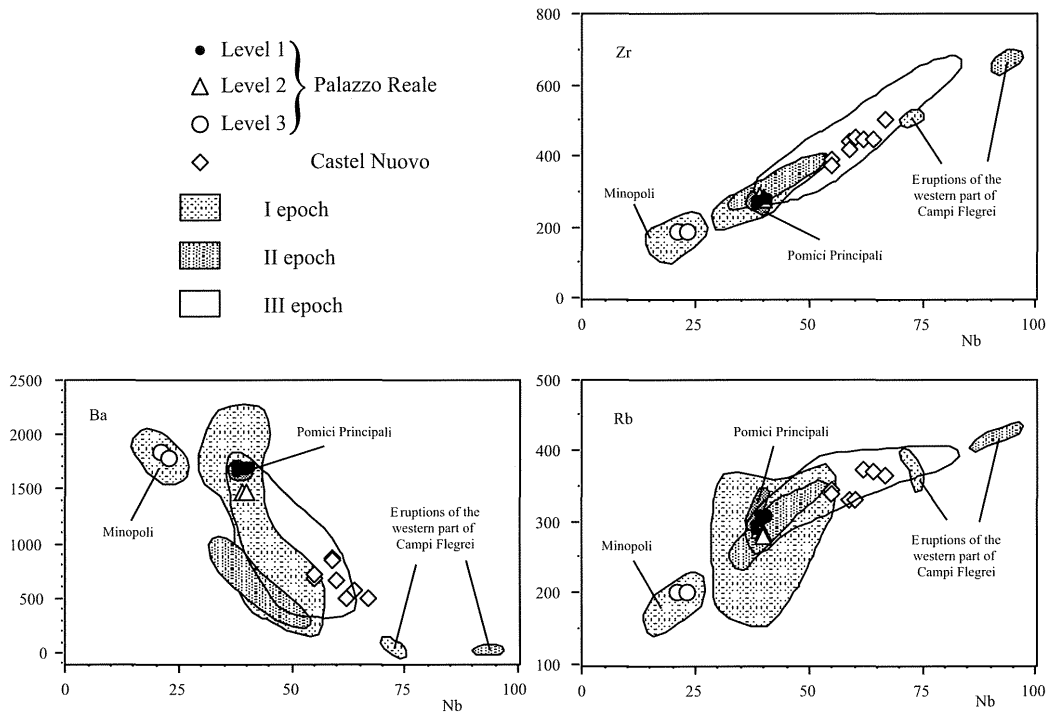 Level 1
Level 2
Level 3
Palazzo Reale
Castel Nuovo
I epoch
II epoch
III epoch
800
600
400
200
0
Zr
Minopoli
Pomici Principali
Eruptions of the
western part of
Campi Flegrei
0
25
50
75
100
Nb
2500
2000
1500
1000
500
0
Ba
Pomici Principali
Minopoli
Eruptions of the
western part of
Campi Flegrei
0
25
50
75
100
Nb
500
400
300
200
100
Rb
Pomici Principali
Minopoli
Eruptions of the
western part of
Campi Flegrei
0
25
50
75
100
Nb